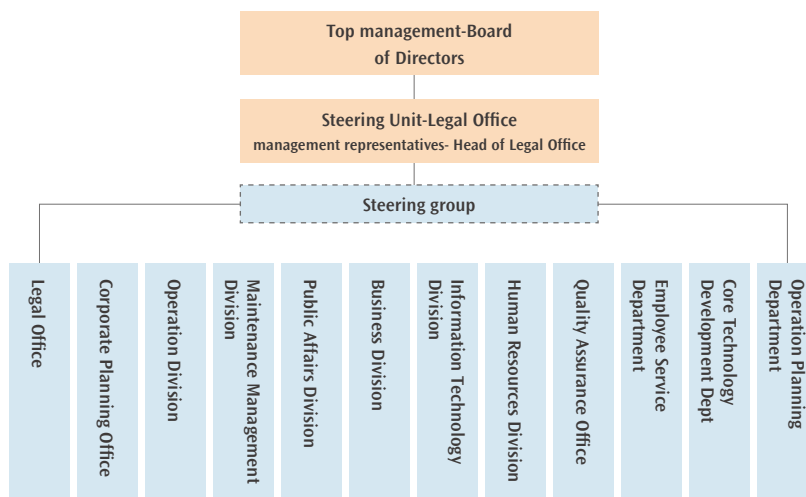 Top management-Board
of Directors
Steering Unit-Legal Office
management representatives- Head of Legal Office
Steering group
Legal Office
Corporate Planning Office
Operation Division
Maintenance Management
Division
Public Affairs Division
Business Division
Information Technology
Division
Human Resources Division
Quality Assurance Office
Employee Service
Department
Core Technology
Development Dept
Operation Planning
Department